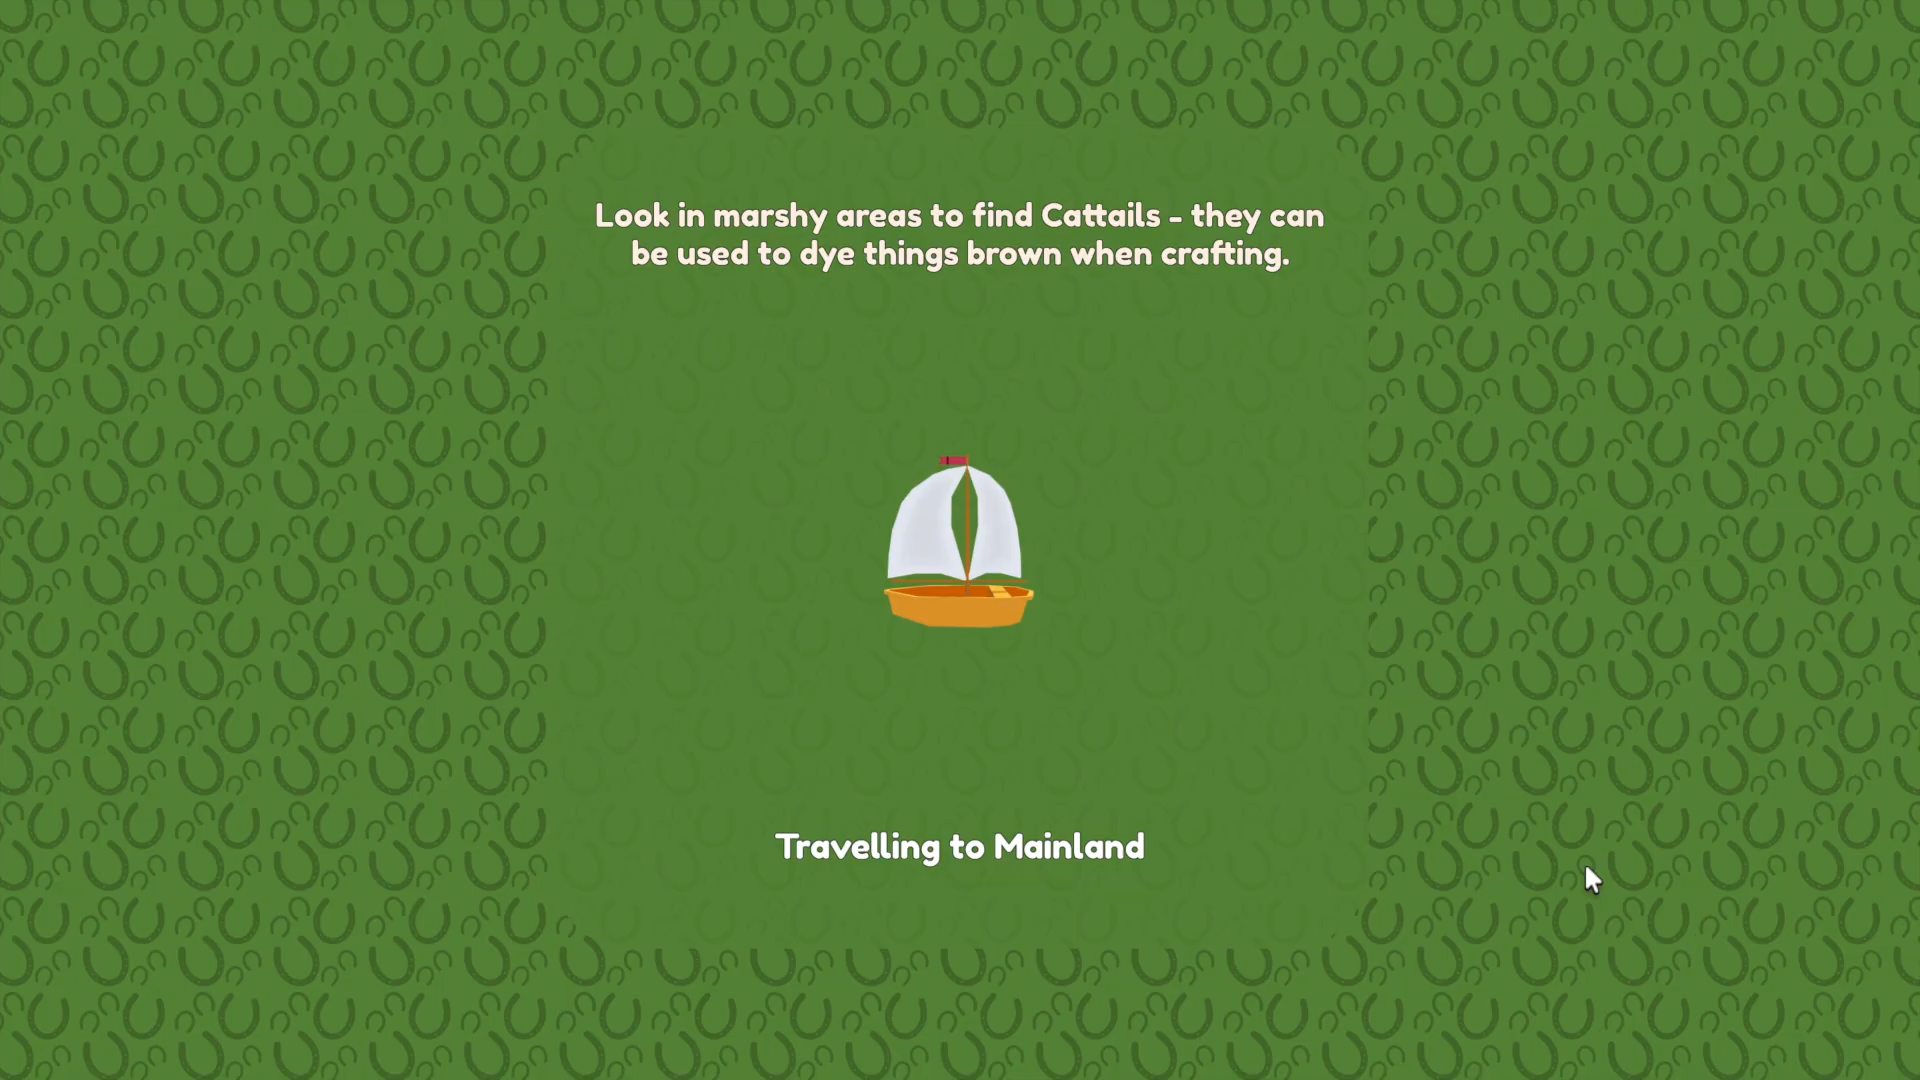 Look in marshy areas to find Cattails - they can
be used to dye things brown when crafting.
Travelling to Mainland